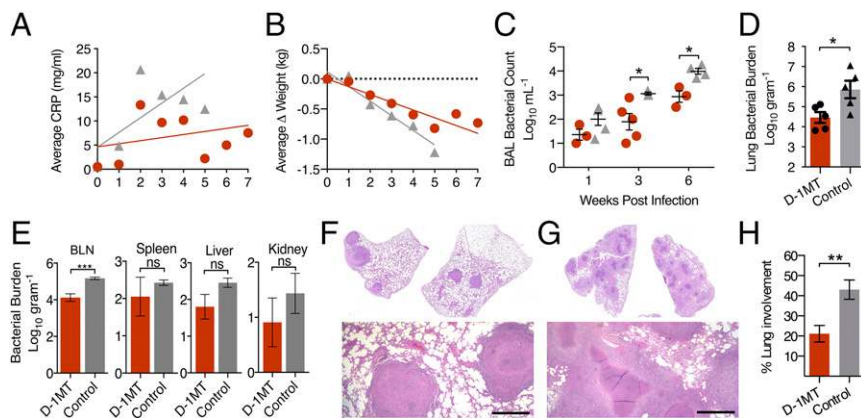 A
Average CRP (mg/ml)
25
20
15
10
5
0
0 1 2 3 4 5 6 7
B
Average Δ Weight (kg)
0.5
0.0
-0.5
-1.0
-1.5
0 1 2 3 4 5 6 7
C
BAL Bacterial Count
Log10 mL-1
5
4
3
2
1
0
*
*
1 3 6
Weeks Post Infection
D
Lung Bacterial Burden
Log10 gram-1
8
7
6
5
4
3
2
*
D-1MT
Control
E
Bacterial Burden
Log10 gram-1
BLN
6
4
2
0
***
D-1MT
Control
Spleen
3
2
1
0
ns
D-1MT
Control
Liver
3
2
1
0
ns
D-1MT
Control
Kidney
2
1
0
ns
D-1MT
Control
F
G
H
% Lung involvement
60
50
40
30
20
10
0
**
D-1MT
Control